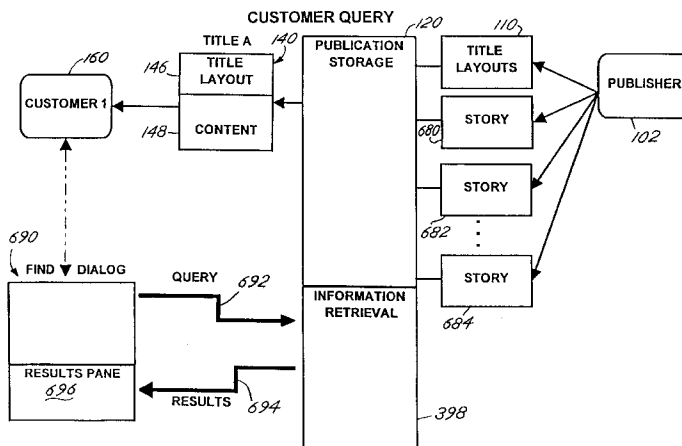 CUSTOMER QUERY
160
CUSTOMER 1
TITLE A
140
146
TITLE
LAYOUT
148
CONTENT
120
PUBLICATION
STORAGE
110
TITLE
LAYOUTS
PUBLISHER
102
680
STORY
STORY
682
STORY
684
690
FIND DIALOG
QUERY
692
INFORMATION
RETRIEVAL
RESULTS PANE
696
RESULTS
694
398